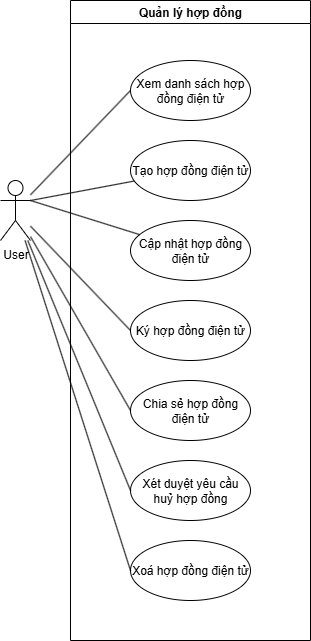 Quản lý hợp đồng
Xem danh sách hợp
đồng điện tử
Tạo hợp đồng điện tử
Cập nhật hợp đồng
điện tử
User
Ký hợp đồng điện tử
Chia sẻ hợp đồng
điện tử
Xét duyệt yêu cầu
huỷ hợp đồng
Xoá hợp đồng điện tử